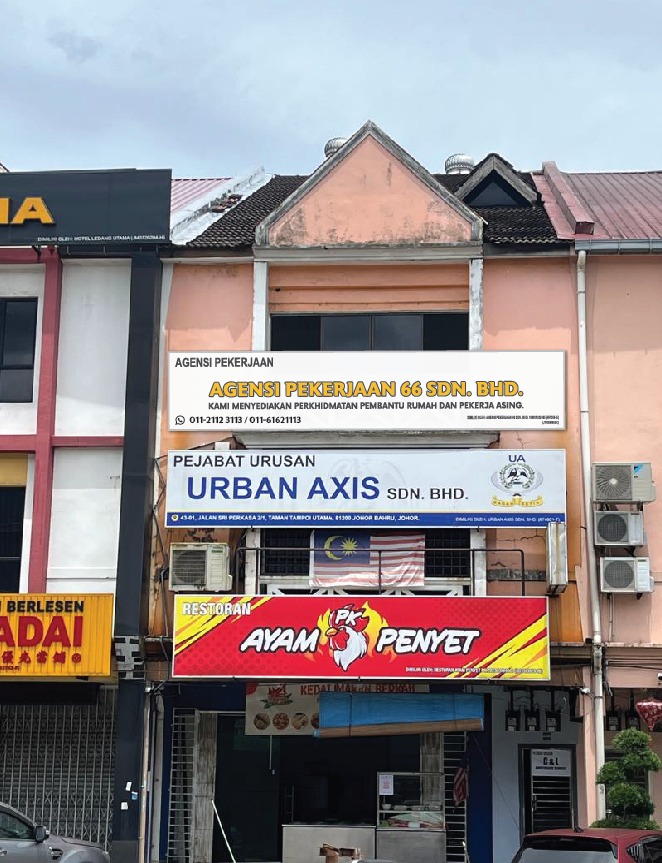 AGENSI PEKERJAAN
AGENSI PEKERJAAN 66 SDN. BHD.
KAMI MENYEDIAKAN PERKHIDMATAN PEMBANTU RUMAH DAN PEKERJA ASING.
011-2112 3113 / 011-61621113
PEJABAT URUSAN
UA
URBAN AXIS SDN. BHD.
43-01, JALAN SRI PERKASA 2/1, TAMAN TAMPOI UTAMA, 81200 JOHOR BAHRU, JOHOR.
RESTORAN
PK
AYAM PENYET
BERLESEN
ADAI
KEDAI
C & L